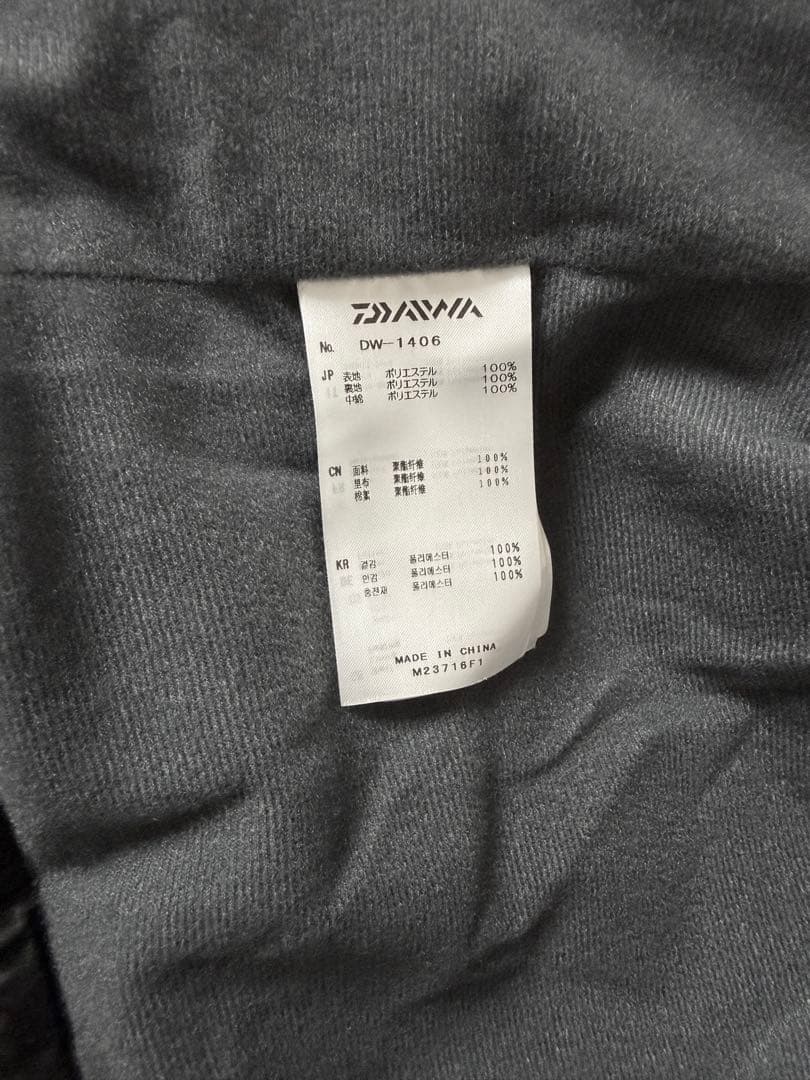 DAIWA
No. DW-1406
JP 表地 ポリエステル 100%
裏地 ポリエステル 100%
中綿 ポリエステル 100%
CN 面料 聚酯纤维 100%
里布 聚酯纤维 100%
棉絮 聚酯纤维 100%
KR 겉감 폴리에스터 100%
안감 폴리에스터 100%
충전재 폴리에스터 100%
MADE IN CHINA
M23716F1